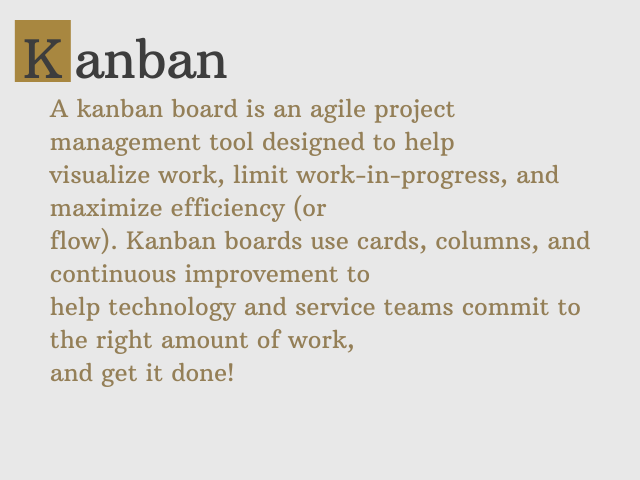 Kanban
A kanban board is an agile project
management tool designed to help
visualize work, limit work-in-progress, and
maximize efficiency (or
flow). Kanban boards use cards, columns, and
continuous improvement to
help technology and service teams commit to
the right amount of work,
and get it done!